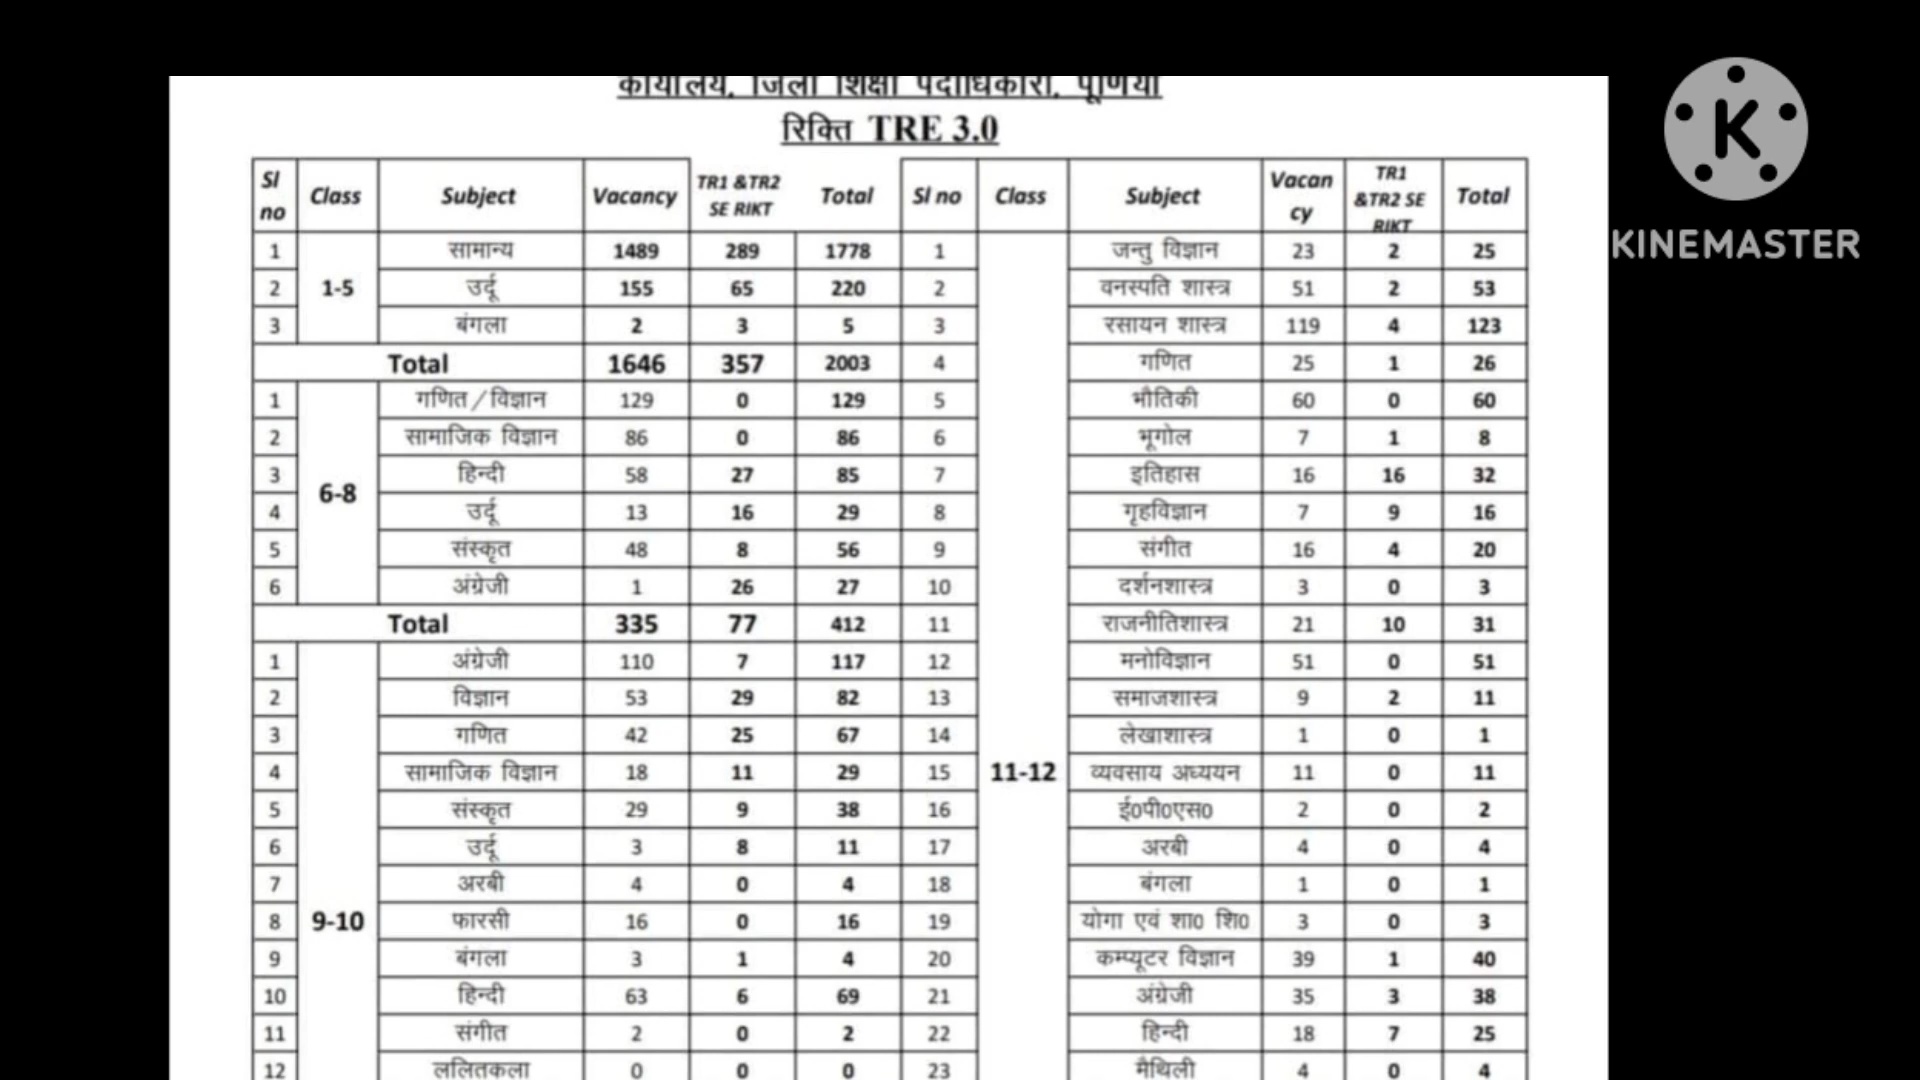 कार्यालय, जिला शिक्षा पदाधिकारी, पूर्णिया
रिक्ति TRE 3.0
Sl no Class Subject Vacancy TR1 &TR2 SE RIKT Total Sl no Class Subject Vacan cy TR1 &TR2 SE RIKT Total
1 सामान्य 1489 289 1778 1 जन्तु विज्ञान 23 2 25
2 1-5 उर्दू 155 65 220 2 वनस्पति शास्त्र 51 2 53
3 बंगला 2 3 5 3 रसायन शास्त्र 119 4 123
Total 1646 357 2003 4 गणित 25 1 26
1 गणित/विज्ञान 129 0 129 5 भौतिकी 60 0 60
2 सामाजिक विज्ञान 86 0 86 6 भूगोल 7 1 8
3 6-8 हिन्दी 58 27 85 7 इतिहास 16 16 32
4 उर्दू 13 16 29 8 गृहविज्ञान 7 9 16
5 संस्कृत 48 8 56 9 संगीत 16 4 20
6 अंग्रेजी 1 26 27 10 दर्शनशास्त्र 3 0 3
Total 335 77 412 11 राजनीतिशास्त्र 21 10 31
1 अंग्रेजी 110 7 117 12 मनोविज्ञान 51 0 51
2 विज्ञान 53 29 82 13 समाजशास्त्र 9 2 11
3 गणित 42 25 67 14 लेखाशास्त्र 1 0 1
4 सामाजिक विज्ञान 18 11 29 15 11-12 व्यवसाय अध्ययन 11 0 11
5 संस्कृत 29 9 38 16 ई0पी0एस0 2 0 2
6 उर्दू 3 8 11 17 अरबी 4 0 4
7 अरबी 4 0 4 18 बंगला 1 0 1
8 9-10 फारसी 16 0 16 19 योगा एवं शा0 शि0 3 0 3
9 बंगला 3 1 4 20 कम्प्यूटर विज्ञान 39 1 40
10 हिन्दी 63 6 69 21 अंग्रेजी 35 3 38
11 संगीत 2 0 2 22 हिन्दी 18 7 25
12 ललितकला 0 0 0 23 मैथिली 4 0 4
K
KINEMASTER